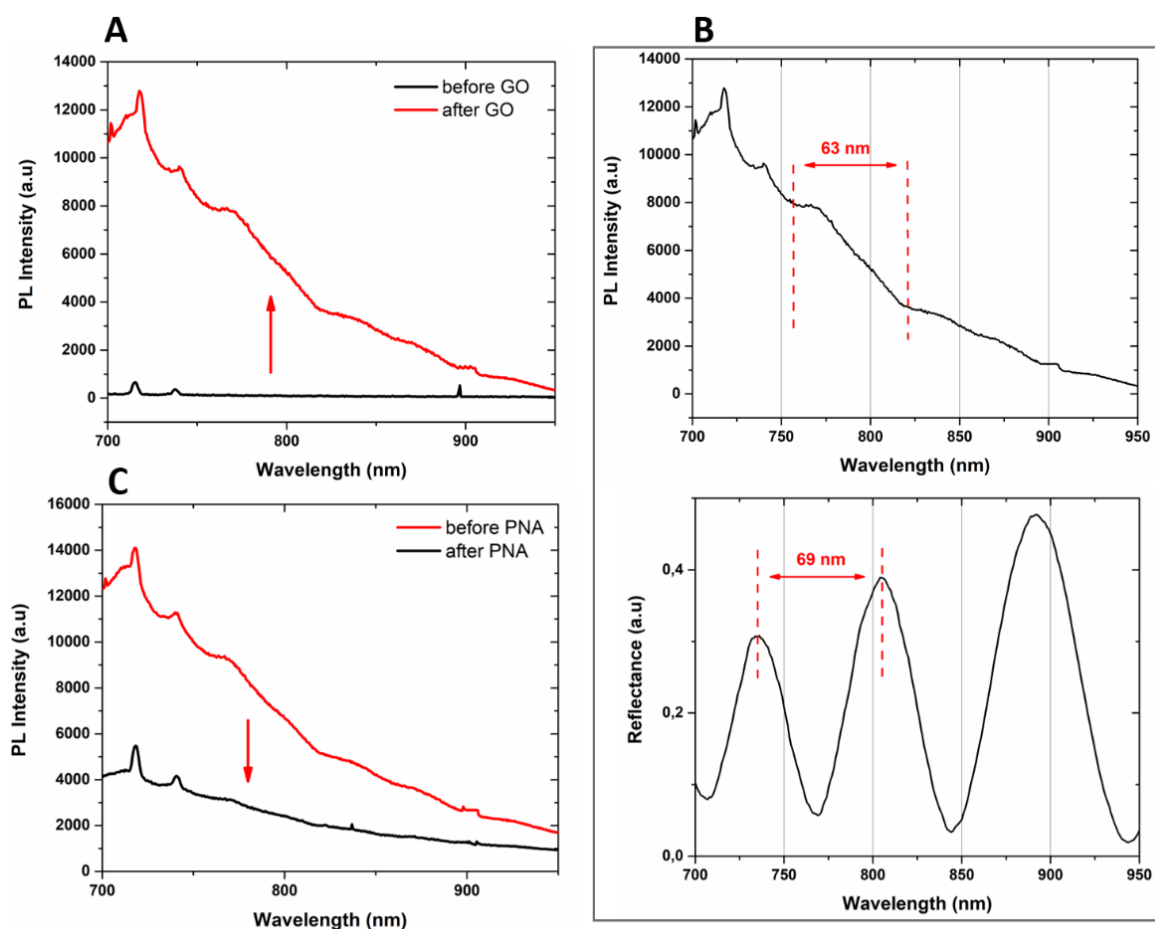 A
14000
12000
10000
8000
6000
4000
2000
0
PL Intensity (a.u)
before GO
after GO
700 800 900
Wavelength (nm)
B
14000
12000
10000
8000
6000
4000
2000
0
PL Intensity (a.u)
63 nm
700 750 800 850 900 950
Wavelength (nm)
C
16000
14000
12000
10000
8000
6000
4000
2000
0
PL Intensity (a.u)
before PNA
after PNA
700 800 900
Wavelength (nm)
0,4
0,2
0,0
Reflectance (a.u)
69 nm
700 750 800 850 900 950
Wavelength (nm)